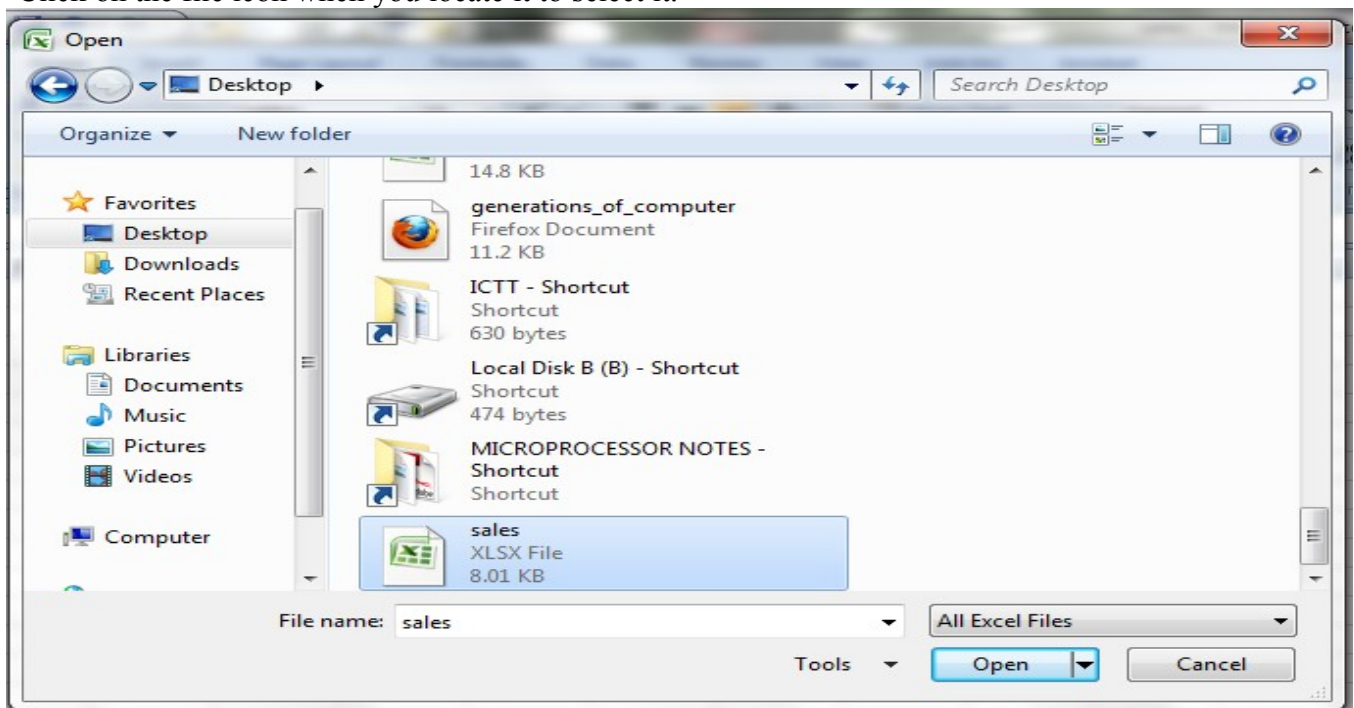 Click on the file icon when you locate it to select it.
Open
Desktop
Search Desktop
Organize
New folder
14.8 KB
Favorites
Desktop
Downloads
Recent Places
Libraries
Documents
Music
Pictures
Videos
Computer
generations_of_computer
Firefox Document
11.2 KB
ICTT - Shortcut
Shortcut
630 bytes
Local Disk B (B) - Shortcut
Shortcut
474 bytes
MICROPROCESSOR NOTES -
Shortcut
Shortcut
sales
XLSX File
8.01 KB
File name: sales
All Excel Files
Tools
Open
Cancel